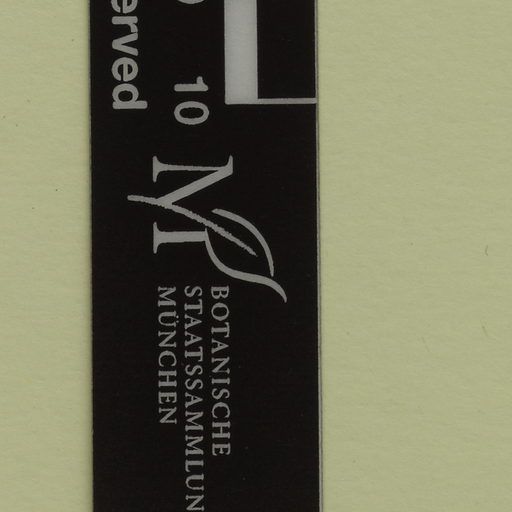 10
erved
BOTANISCHE
STAATSSAMMLUN
MÜNCHEN